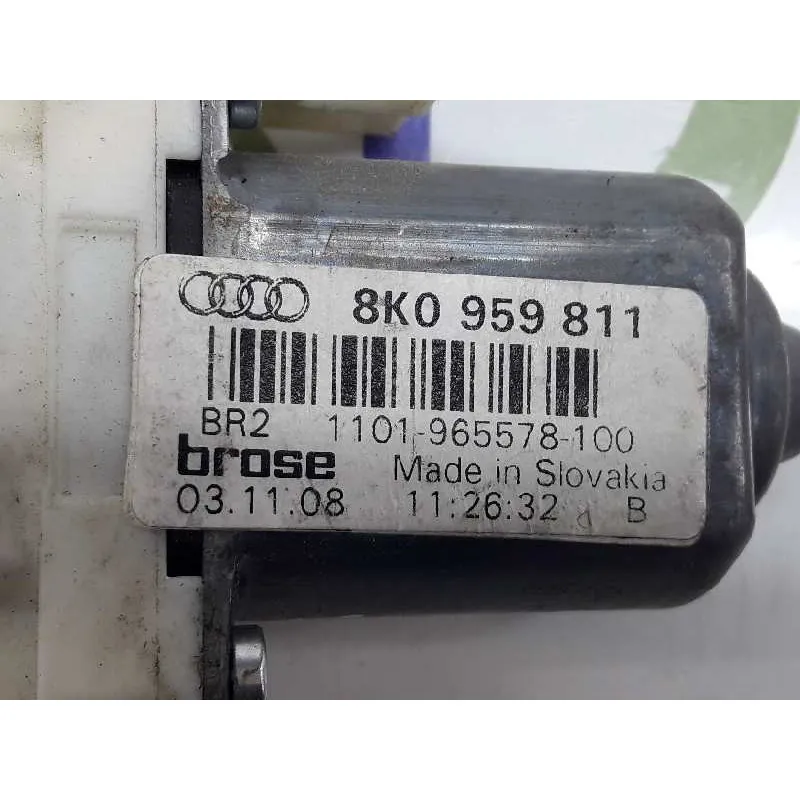 8K0 959 811
BR2 1101-965578-100
brose Made in Slovakia
03.11.08 11:26:32 B